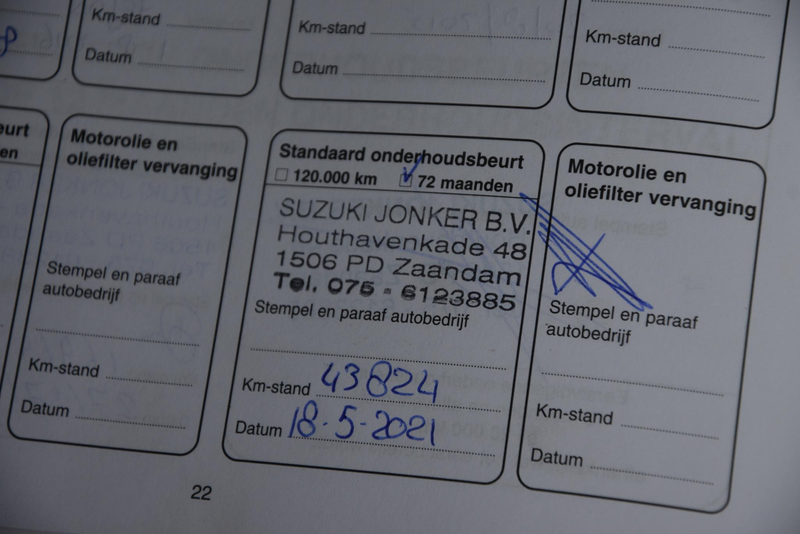 Km-stand
Datum
Km-stand
Datum
Km-stand
Datum
eurt
en
Motorolie en
oliefilter vervanging
Stempel en paraaf
autobedrijf
Km-stand
Datum
Standaard onderhoudsbeurt
120.000 km 72 maanden
SUZUKI JONKER B.V.
Houthavenkade 48
1506 PD Zaandam
Tel. 075 - 6123885
Stempel en paraaf autobedrijf
Km-stand 43824
Datum 18-5-2021
Motorolie en
oliefilter vervanging
Stempel en paraaf
autobedrijf
Km-stand
Datum
22